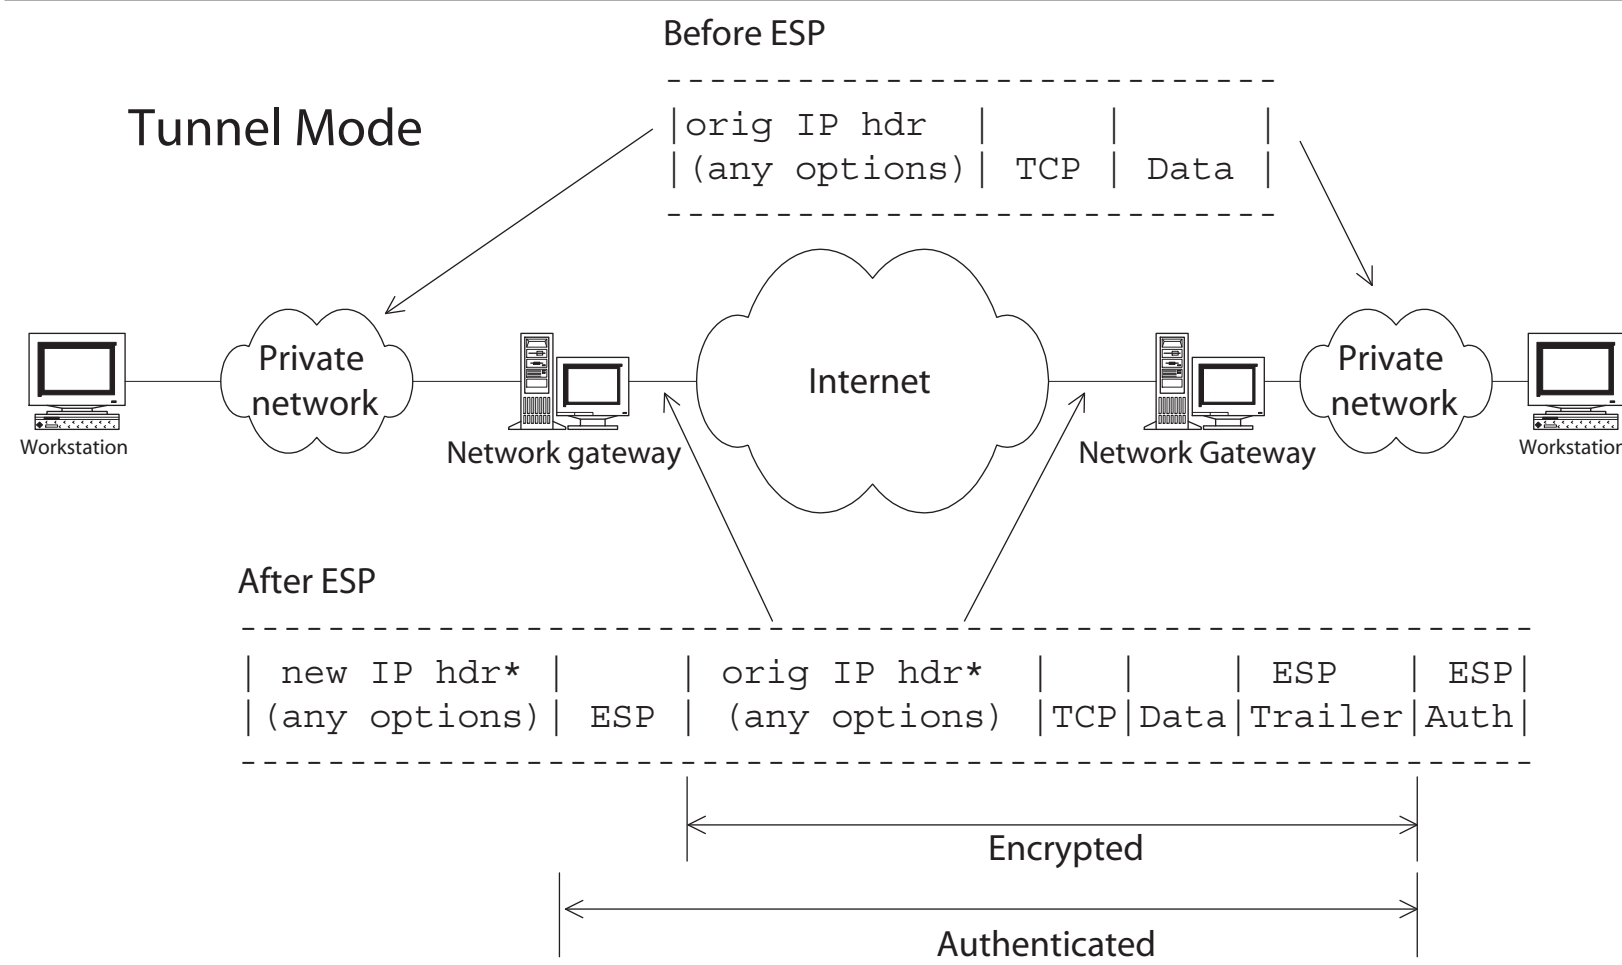 Before ESP
Tunnel Mode
-----------------------------
|orig IP hdr | | |
|(any options)| TCP | Data |
-----------------------------
Private
network
Internet
Private
network
Workstation
Network gateway
Network Gateway
Workstation
After ESP
-----------------------------------------------------------
| new IP hdr* | | orig IP hdr* | | | ESP | ESP|
|(any options)| ESP | (any options) |TCP|Data|Trailer|Auth|
-----------------------------------------------------------
Encrypted
Authenticated